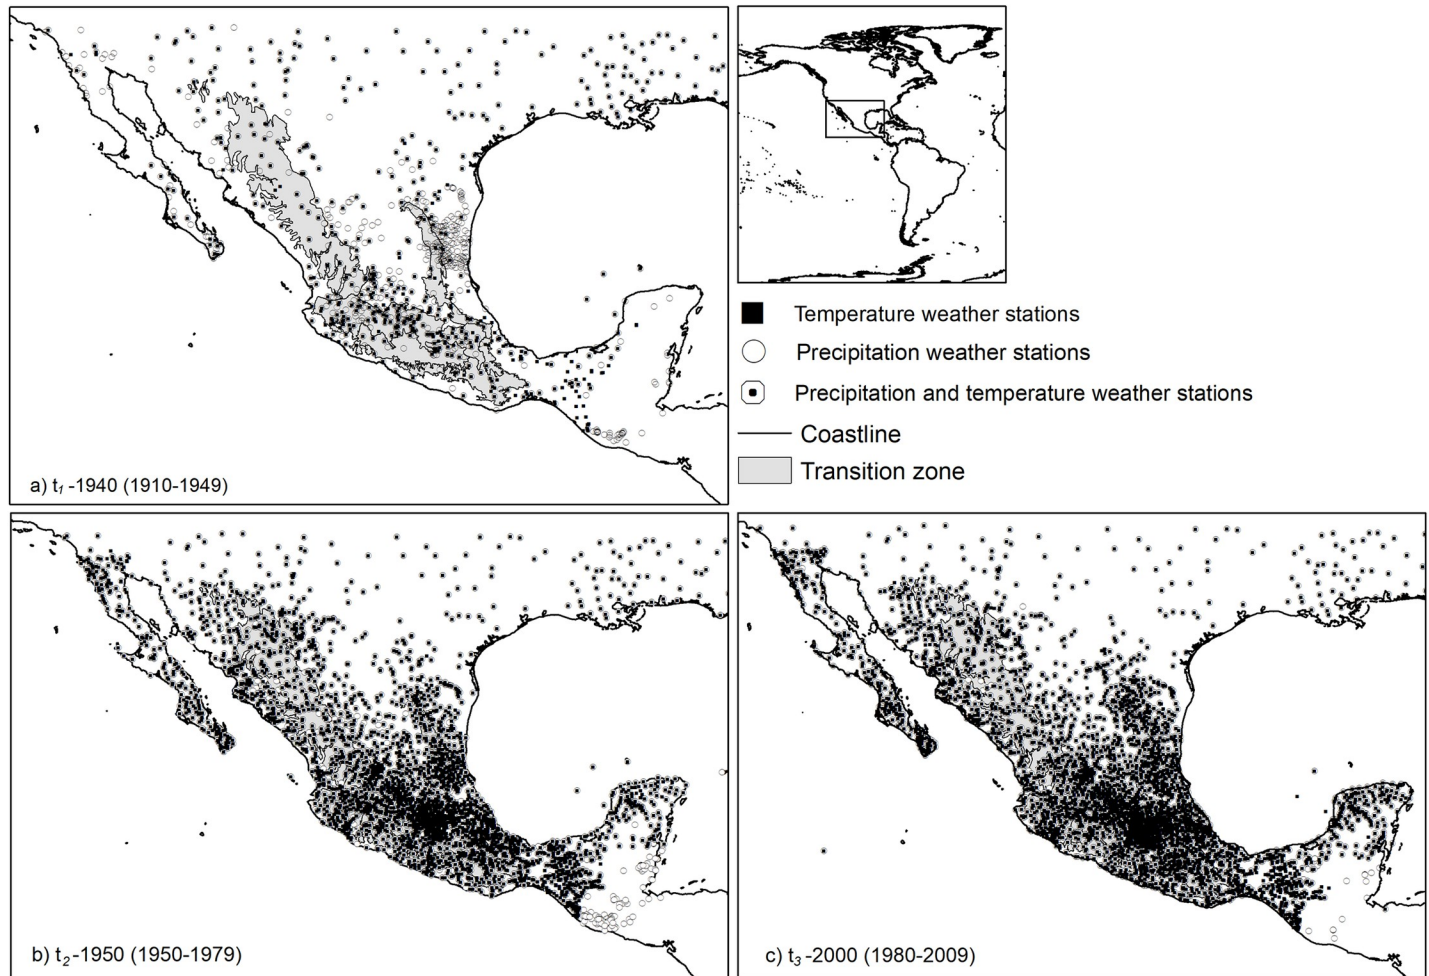 Temperature weather stations
Precipitation weather stations
Precipitation and temperature weather stations
Coastline
Transition zone
a) t1 -1940 (1910-1949)
b) t2 -1950 (1950-1979)
c) t3 -2000 (1980-2009)